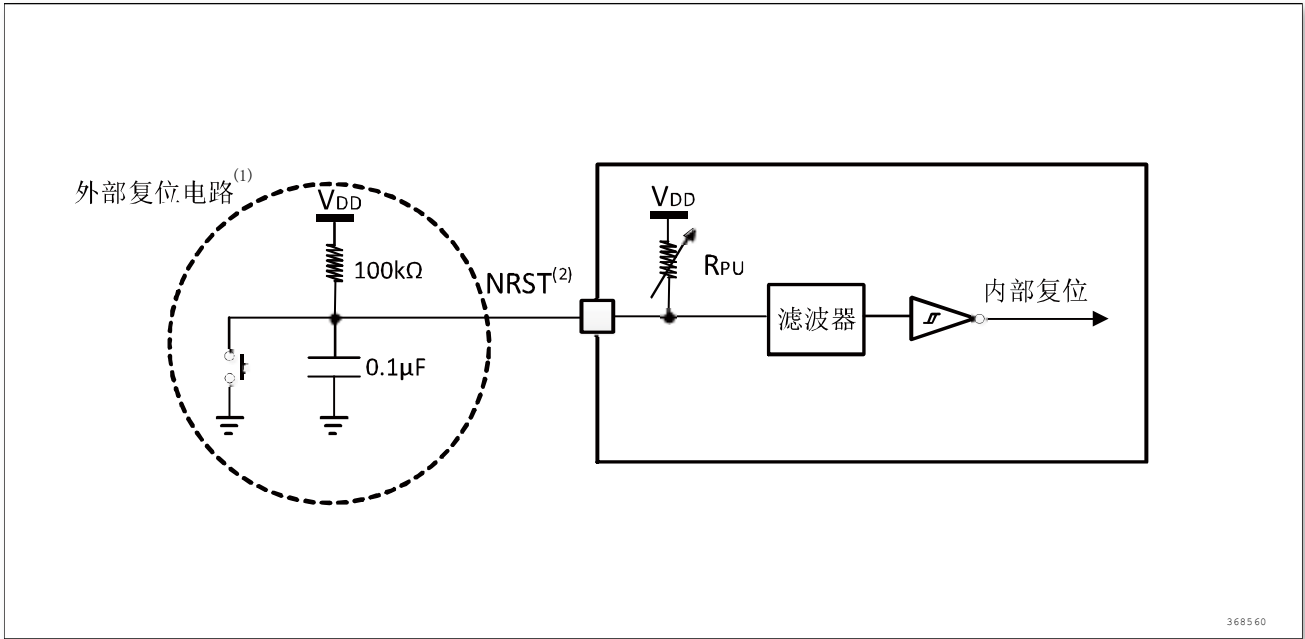 外部复位电路(1)
VDD
100kΩ
0.1μF
NRST(2)
VDD
RPU
滤波器
内部复位
368560